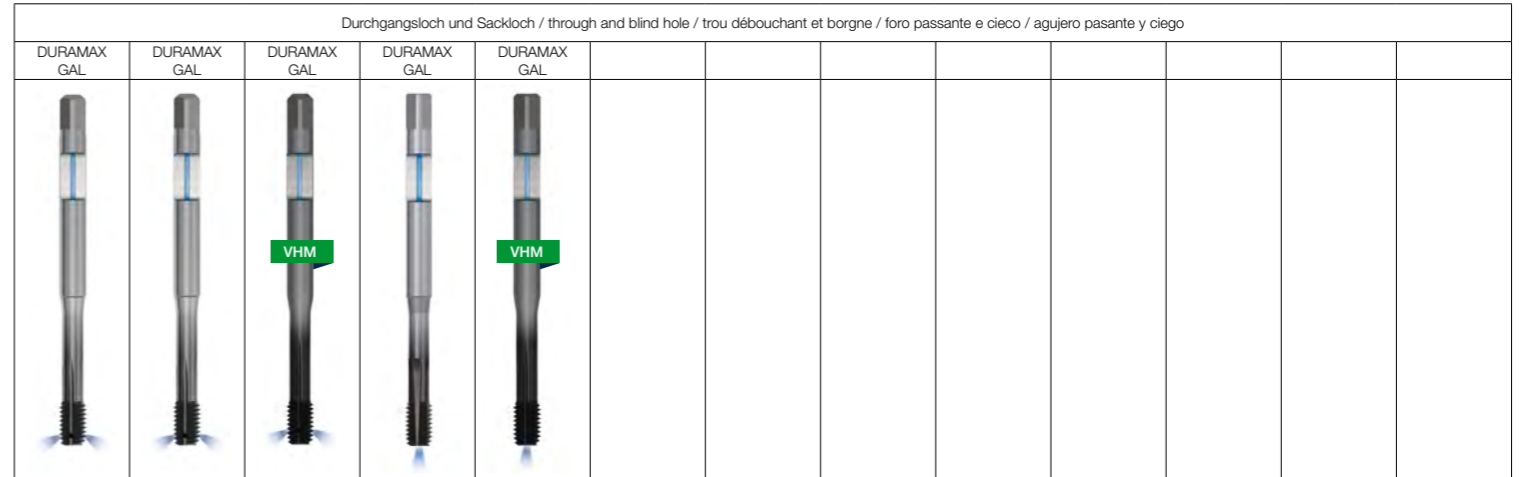 Durchgangsloch und Sackloch / through and blind hole / trou débouchant et borgne / foro passante e cieco / agujero pasante y ciego
DURAMAX DURAMAX DURAMAX DURAMAX DURAMAX
GAL GAL GAL GAL GAL
VHM VHM